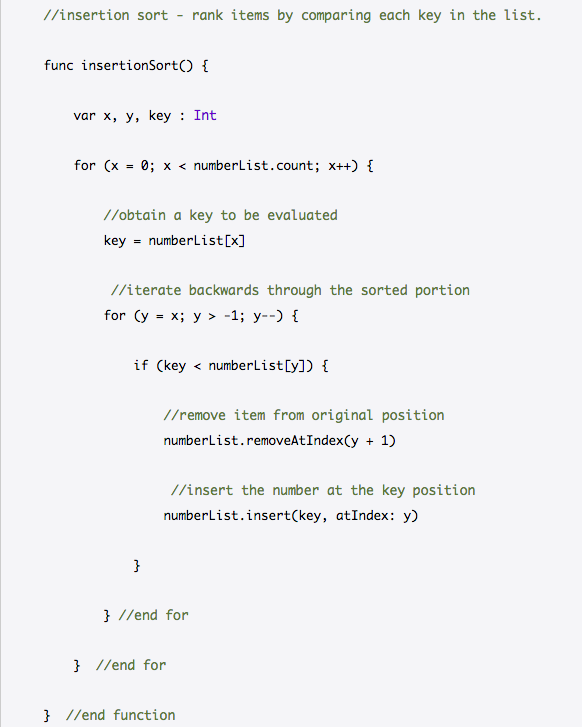 //insertion sort - rank items by comparing each key in the list.
func insertionSort() {
var x, y, key : Int
for (x = 0; x < numberList.count; x++) {
//obtain a key to be evaluated
key = numberList[x]
//iterate backwards through the sorted portion
for (y = x; y > -1; y--) {
if (key < numberList[y]) {
//remove item from original position
numberList.removeAtIndex(y + 1)
//insert the number at the key position
numberList.insert(key, atIndex: y)
}
} //end for
} //end for
} //end function